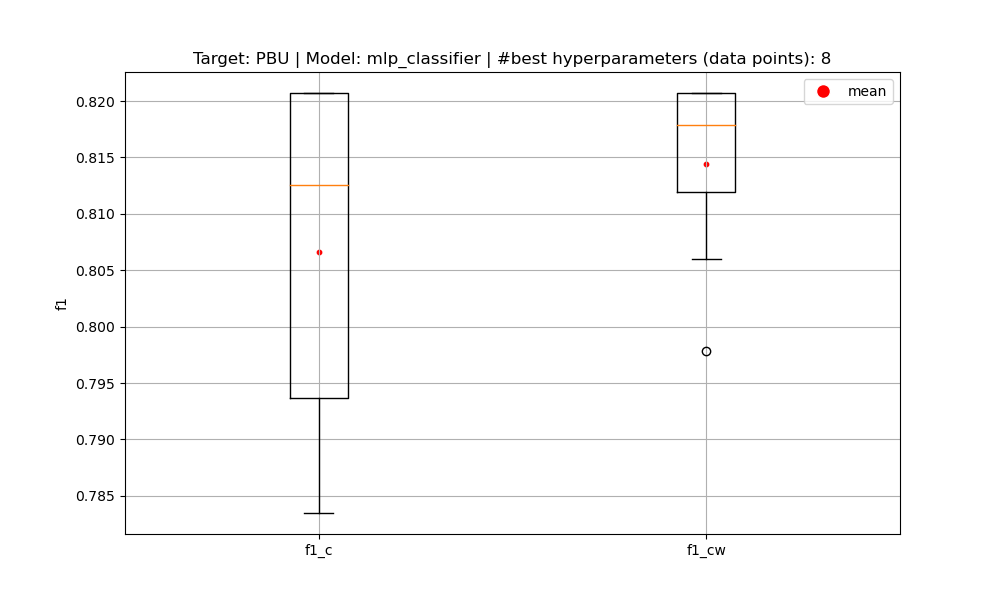 Target: PBU | Model: mlp_classifier | #best hyperparameters (data points): 8
mean
0.820
0.815
0.810
0.805
0.800
0.795
0.790
0.785
f1
f1_c
f1_cw